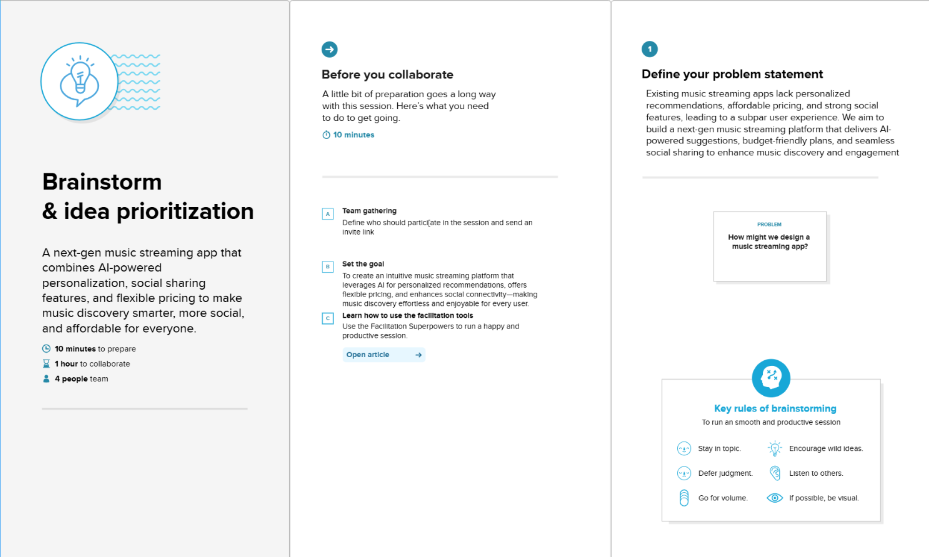 Brainstorm
& idea prioritization
A next-gen music streaming app that
combines AI-powered
personalization, social sharing
features, and flexible pricing to make
music discovery smarter, more social,
and affordable for everyone.
10 minutes to prepare
1 hour to collaborate
4 people team
Before you collaborate
A little bit of preparation goes a long way
with this session. Here's what you need
to do to get going.
10 minutes
A
Team gathering
Define who should participate in the session and send an
invite link
B
Set the goal
To create an intuitive music streaming platform that
leverages AI for personalized recommendations, offers
flexible pricing, and enhances social connectivity—making
music discovery effortless and enjoyable for every user.
C
Learn how to use the facilitation tools
Use the Facilitation Superpowers to run a happy and
productive session.
Open article
1
Define your problem statement
Existing music streaming apps lack personalized
recommendations, affordable pricing, and strong social
features, leading to a subpar user experience. We aim to
build a next-gen music streaming platform that delivers AI-
powered suggestions, budget-friendly plans, and seamless
social sharing to enhance music discovery and engagement
PROBLEM
How might we design a
music streaming app?
Key rules of brainstorming
To run an smooth and productive session
Stay in topic.
Encourage wild ideas.
Defer judgment.
Listen to others.
Go for volume.
If possible, be visual.